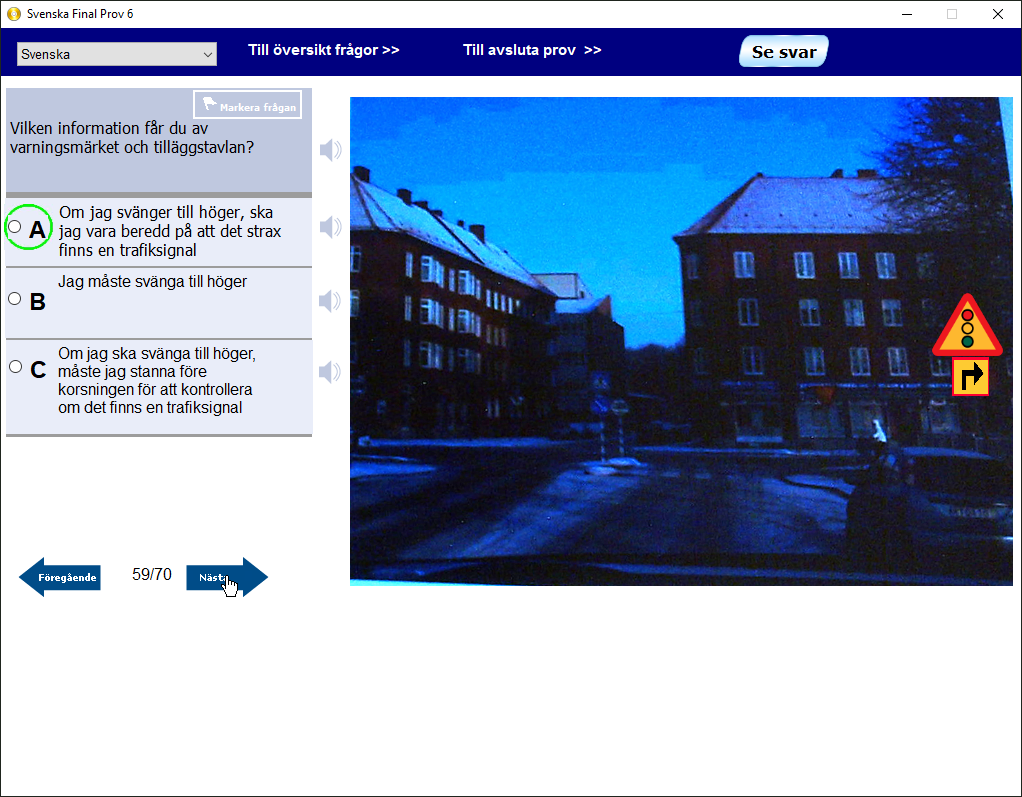 Svenska Final Prov 6
Svenska
Till översikt frågor >>
Till avsluta prov >>
Se svar
Markera frågan
Vilken information får du av
varningsmärket och tilläggstavlan?
A
Om jag svänger till höger, ska
jag vara beredd på att det strax
finns en trafiksignal
B
Jag måste svänga till höger
C
Om jag ska svänga till höger,
måste jag stanna före
korsningen för att kontrollera
om det finns en trafiksignal
Föregående
59/70